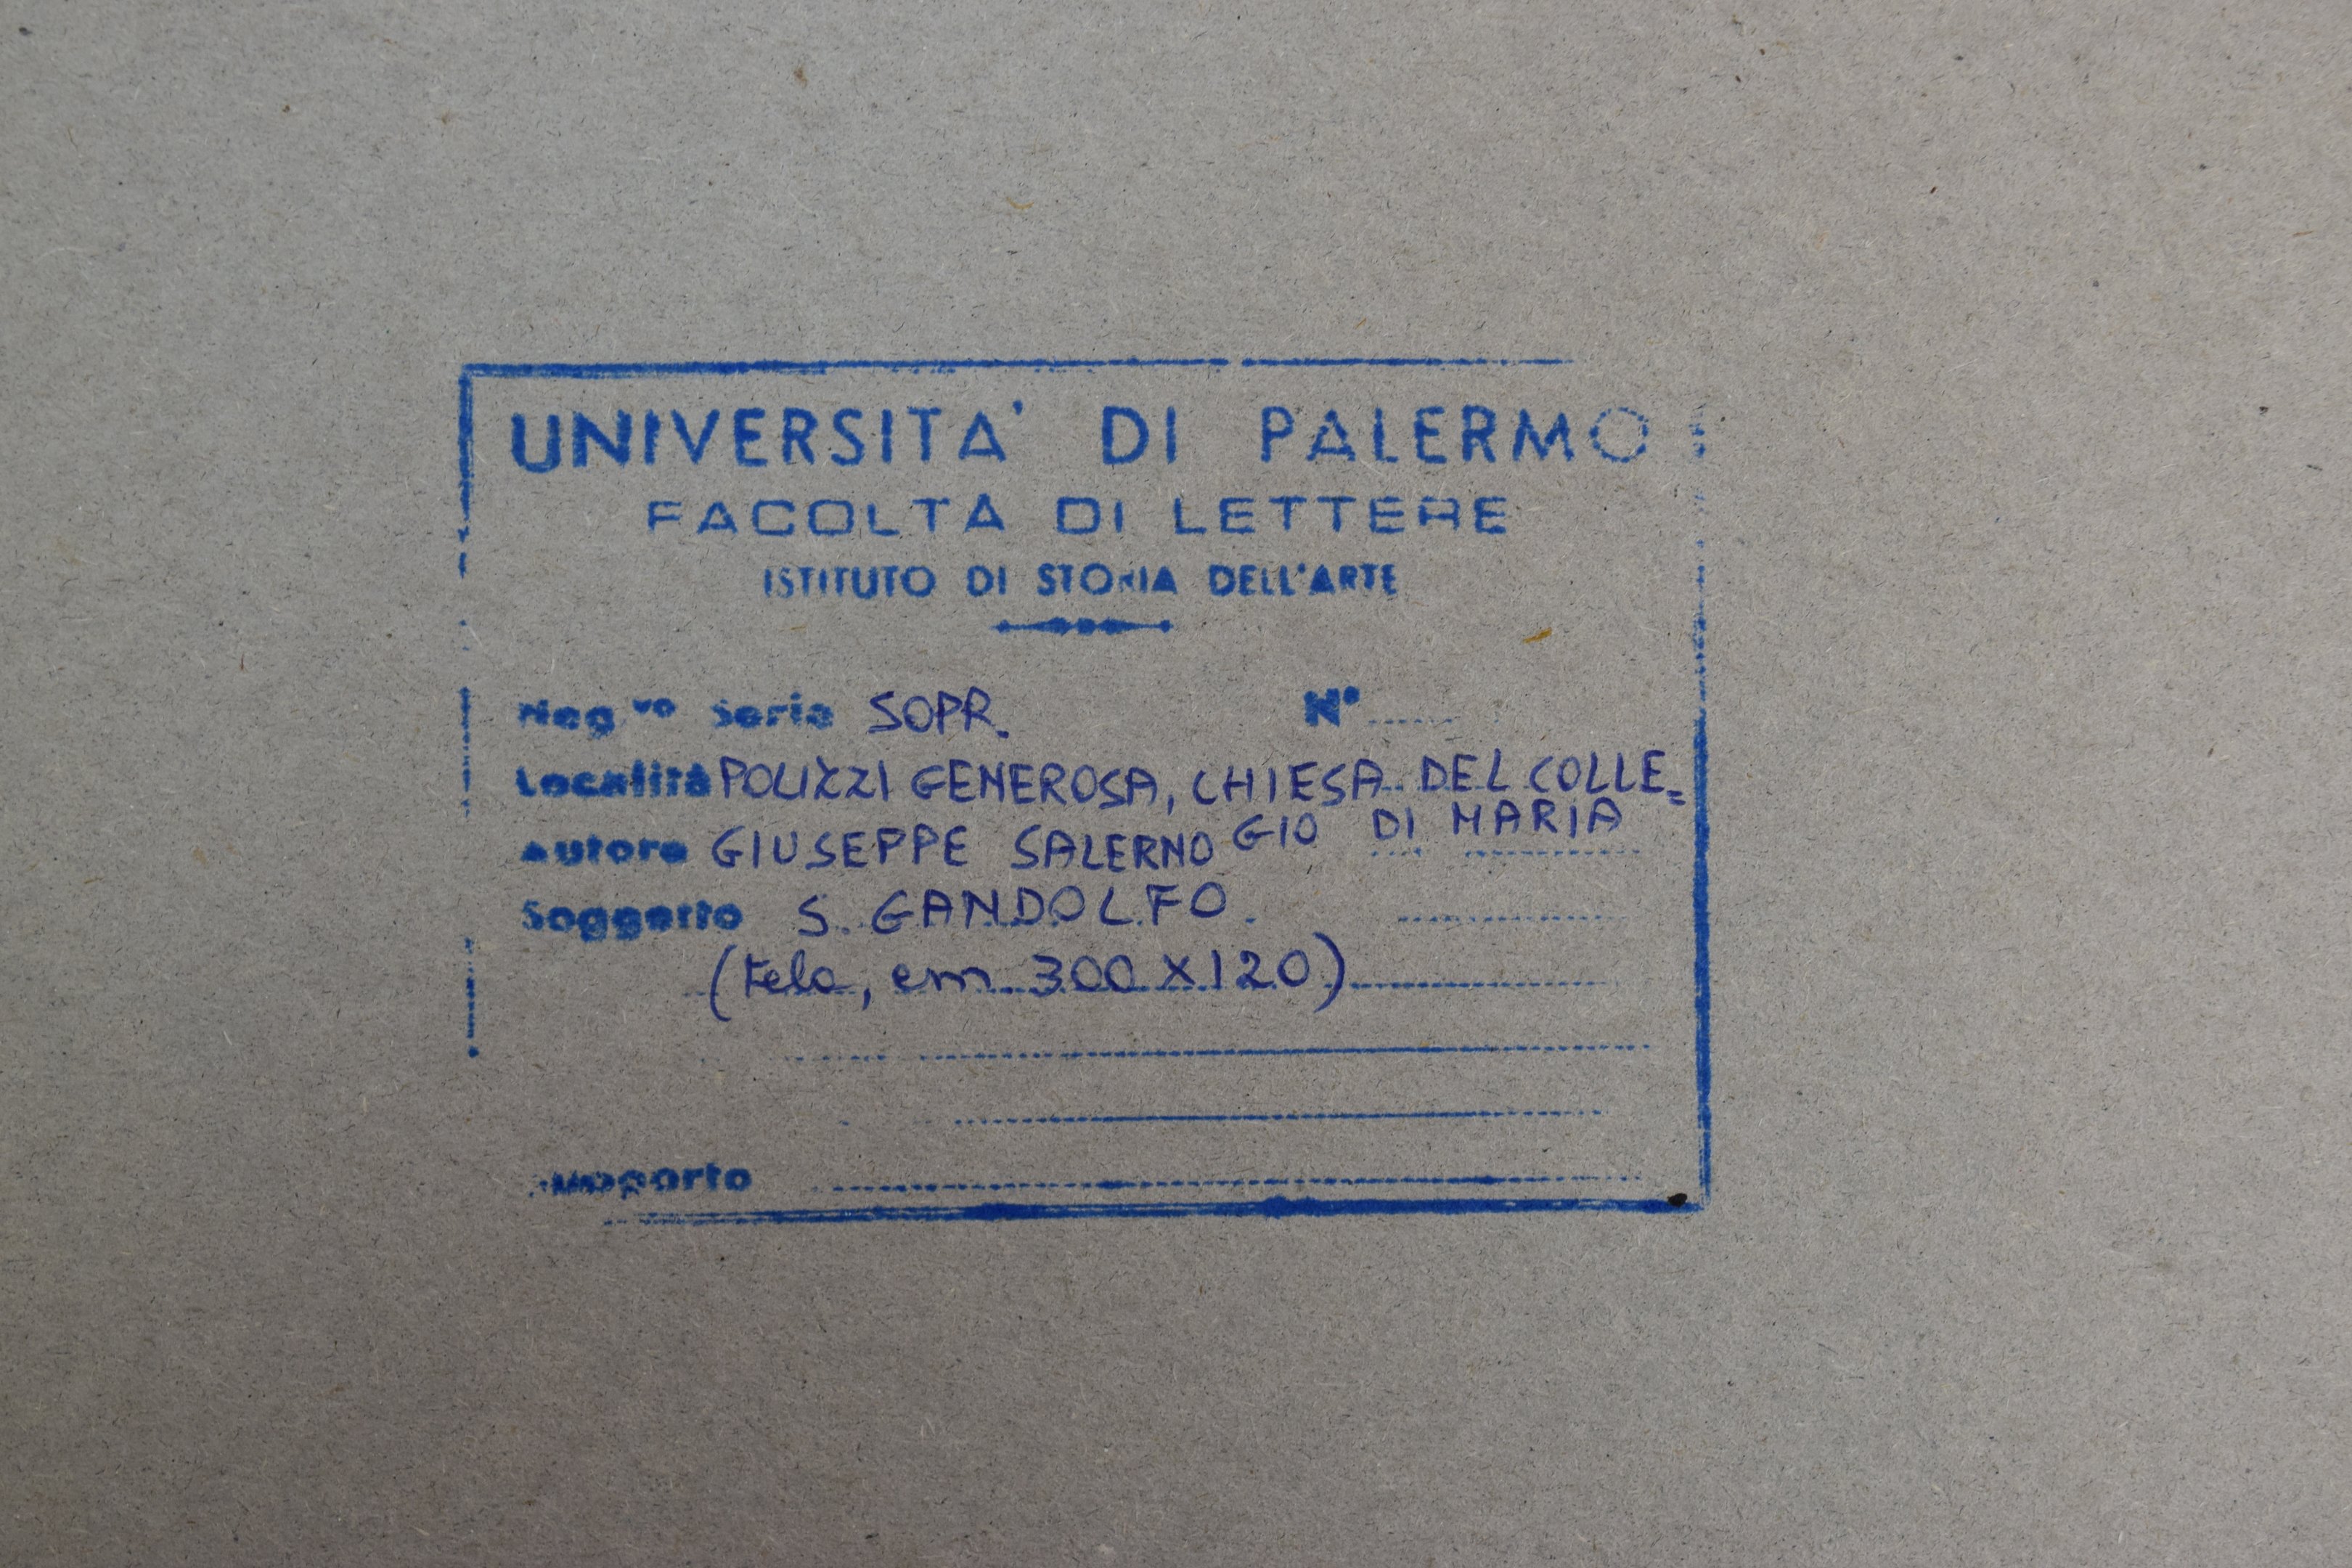 UNIVERSITA' DI PALERMO
FACOLTA DI LETTERE
ISTITUTO DI STORIA DELL'ARTE
Neg.vo Serie SOPR. N°
Località POLIZZI GENEROSA, CHIESA DEL COLLE=
GIO DI MARIA
Autore GIUSEPPE SALERNO
Soggetto S. GANDOLFO.
(tela, cm. 300 X 120)